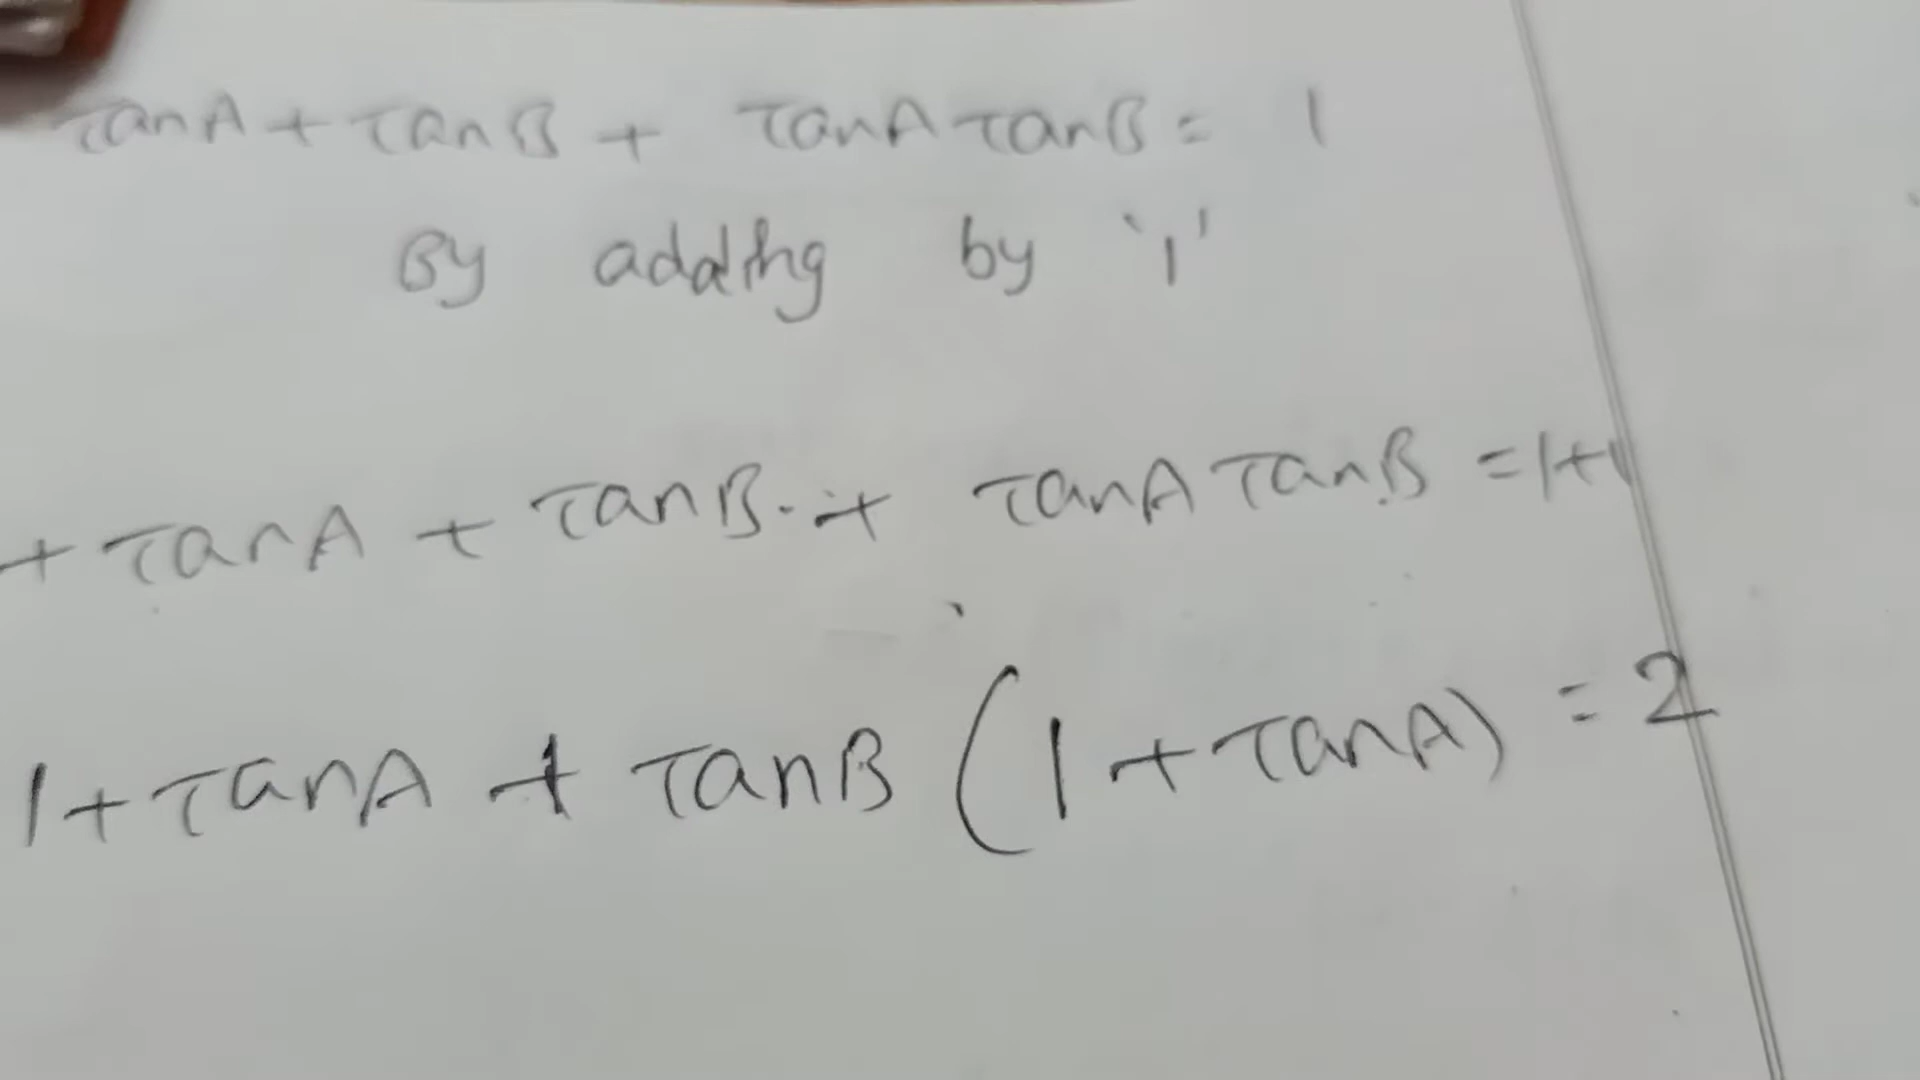 TanA + TanB + TanA TanB = 1
By adding by '1'
+ TanA + TanB + TanA TanB = 1+1
1 + TanA + TanB (1 + TanA) = 2